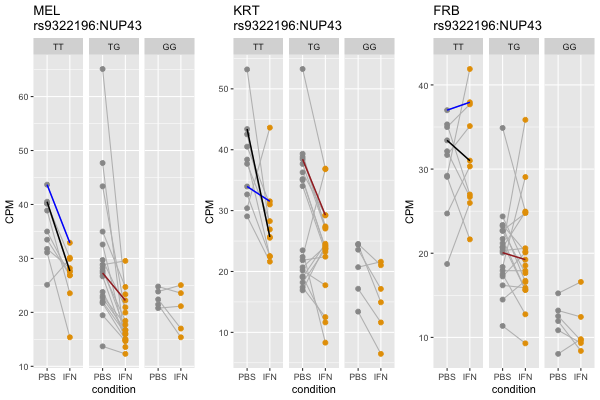 MEL
rs9322196:NUP43
TT TG GG
CPM
60
50
40
30
20
10
PBS IFN PBS IFN PBS IFN
condition
KRT
rs9322196:NUP43
TT TG GG
CPM
50
40
30
20
10
PBS IFN PBS IFN PBS IFN
condition
FRB
rs9322196:NUP43
TT TG GG
CPM
40
30
20
10
PBS IFN PBS IFN PBS IFN
condition